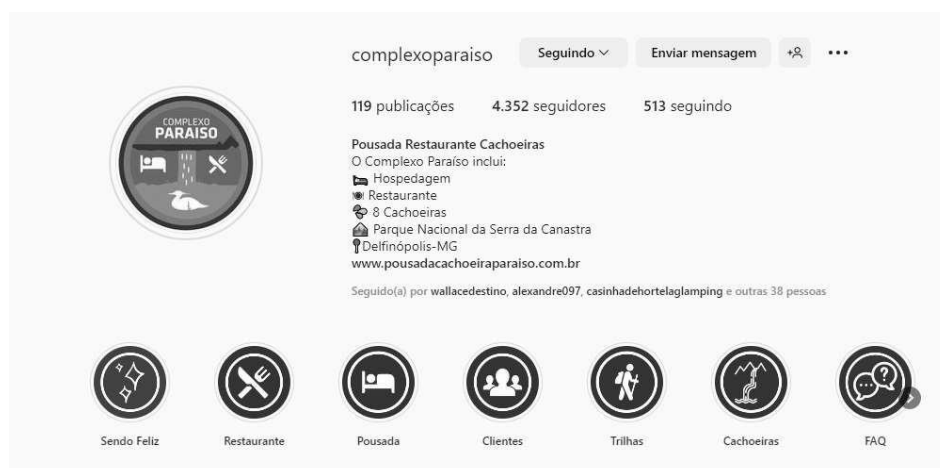 complexoparaiso Seguindo Enviar mensagem
119 publicações 4.352 seguidores 513 seguindo
COMPLEXO
PARAISO
Pousada Restaurante Cachoeiras
O Complexo Paraíso inclui:
Hospedagem
Restaurante
8 Cachoeiras
Parque Nacional da Serra da Canastra
Delfinópolis-MG
www.pousadacachoeiraparaiso.com.br
Seguido(a) por wallacedestino, alexandre097, casinhadehortelaglamping e outras 38 pessoas
Sendo Feliz Restaurante Pousada Clientes Trilhas Cachoeiras FAQ